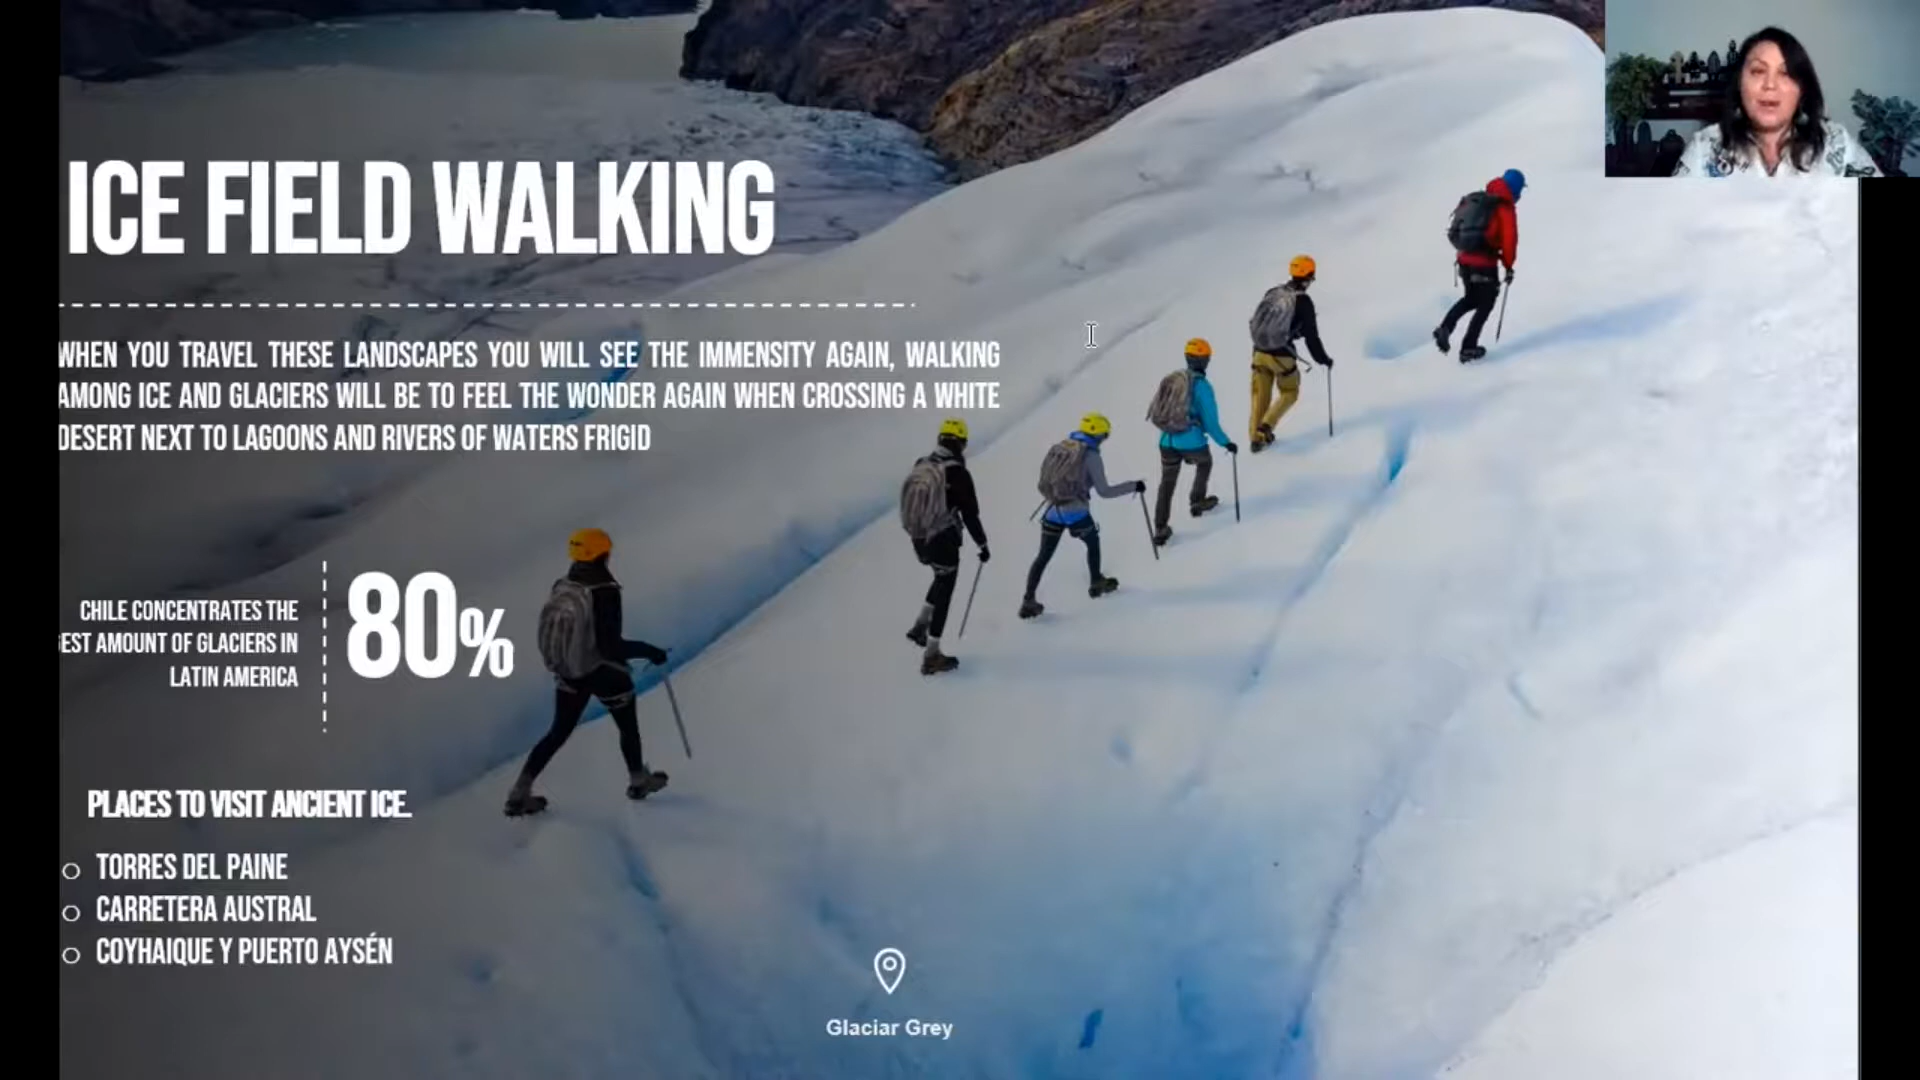 ICE FIELD WALKING
WHEN YOU TRAVEL THESE LANDSCAPES YOU WILL SEE THE IMMENSITY AGAIN, WALKING
AMONG ICE AND GLACIERS WILL BE TO FEEL THE WONDER AGAIN WHEN CROSSING A WHITE
DESERT NEXT TO LAGOONS AND RIVERS OF WATERS FRIGID
CHILE CONCENTRATES THE
EST AMOUNT OF GLACIERS IN
LATIN AMERICA
80%
PLACES TO VISIT ANCIENT ICE.
TORRES DEL PAINE
CARRETERA AUSTRAL
COYHAIQUE Y PUERTO AYSÉN
Glaciar Grey